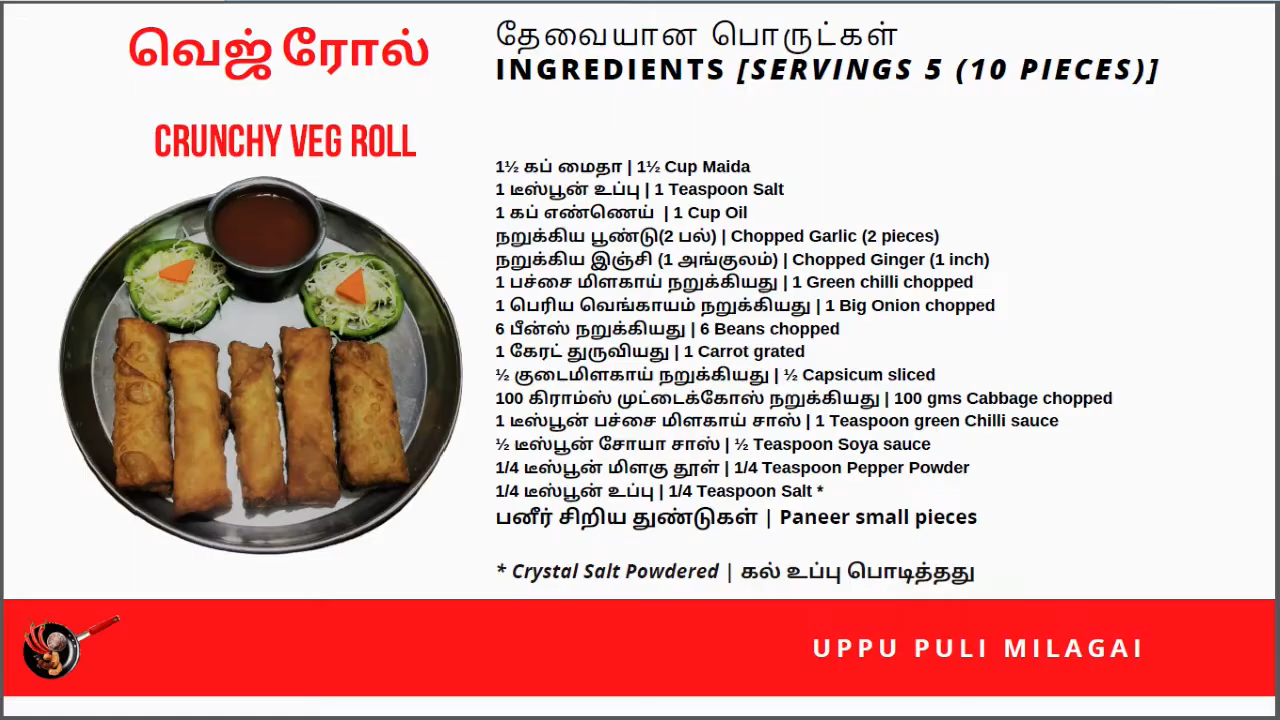 வெஜ் ரோல்
CRUNCHY VEG ROLL
தேவையான பொருட்கள்
INGREDIENTS [SERVINGS 5 (10 PIECES)]
1½ கப் மைதா | 1½ Cup Maida
1 டீஸ்பூன் உப்பு | 1 Teaspoon Salt
1 கப் எண்ணெய் | 1 Cup Oil
நறுக்கிய பூண்டு(2 பல்) | Chopped Garlic (2 pieces)
நறுக்கிய இஞ்சி (1 அங்குலம்) | Chopped Ginger (1 inch)
1 பச்சை மிளகாய் நறுக்கியது | 1 Green chilli chopped
1 பெரிய வெங்காயம் நறுக்கியது | 1 Big Onion chopped
6 பீன்ஸ் நறுக்கியது | 6 Beans chopped
1 கேரட் துருவியது | 1 Carrot grated
½ குடைமிளகாய் நறுக்கியது | ½ Capsicum sliced
100 கிராம்ஸ் முட்டைக்கோஸ் நறுக்கியது | 100 gms Cabbage chopped
1 டீஸ்பூன் பச்சை மிளகாய் சாஸ் | 1 Teaspoon green Chilli sauce
½ டீஸ்பூன் சோயா சாஸ் | ½ Teaspoon Soya sauce
1/4 டீஸ்பூன் மிளகு தூள் | 1/4 Teaspoon Pepper Powder
1/4 டீஸ்பூன் உப்பு | 1/4 Teaspoon Salt *
பனீர் சிறிய துண்டுகள் | Paneer small pieces
* Crystal Salt Powdered | கல் உப்பு பொடித்தது
UPPU PULI MILAGAI